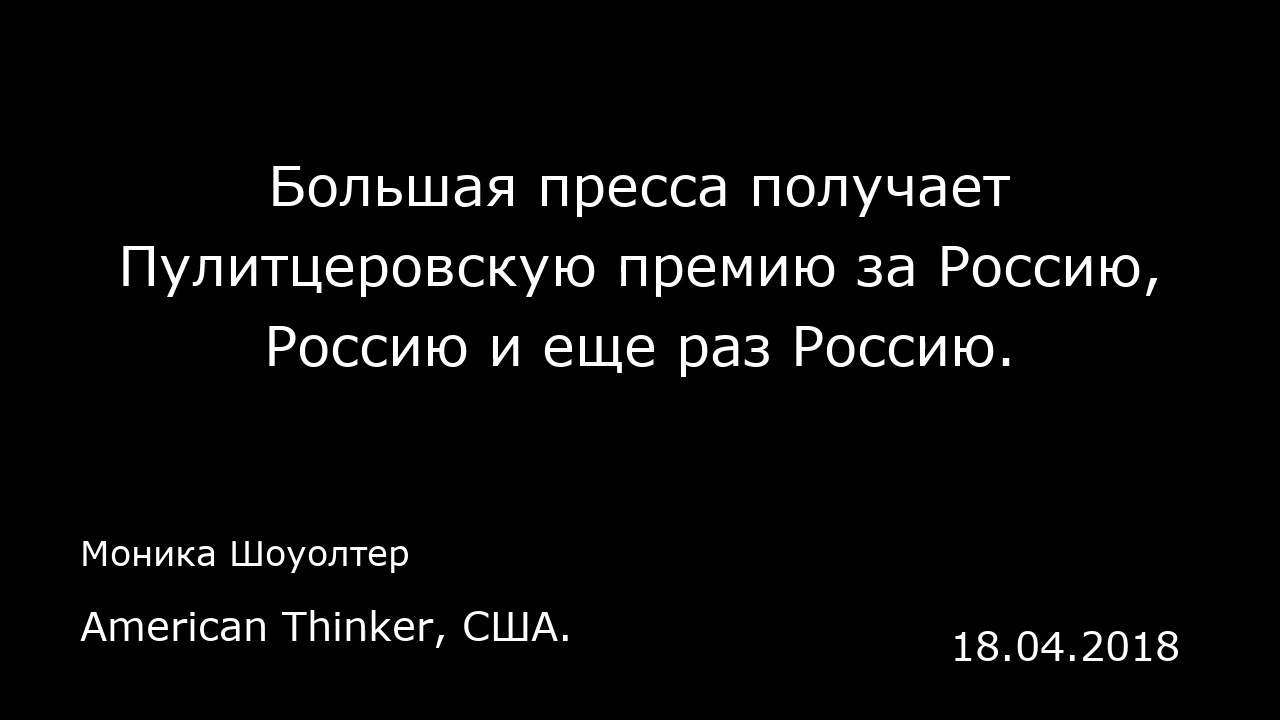 Большая пресса получает
Пулитцеровскую премию за Россию,
Россию и еще раз Россию.
Моника Шоуолтер
American Thinker, США.
18.04.2018